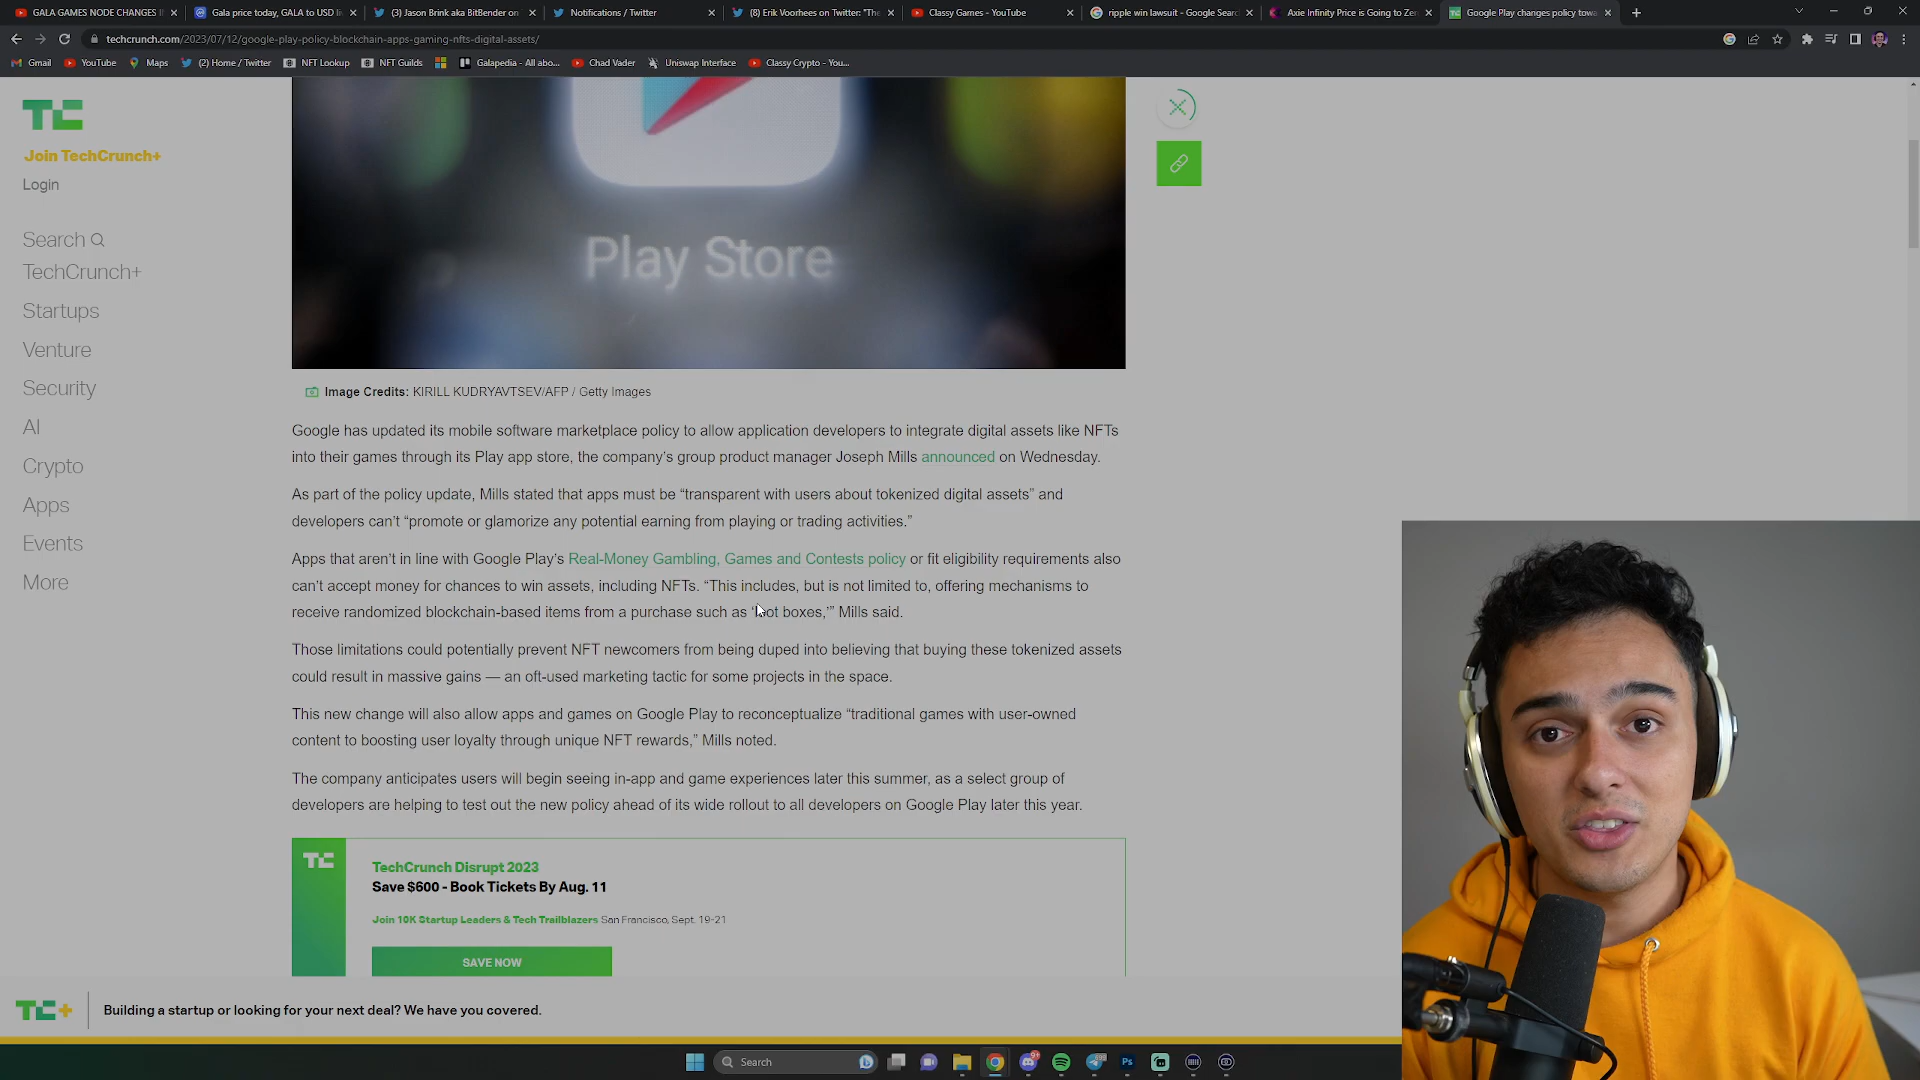 GALA GAMES NODE CHANGES I
Gala price today, GALA to USD li
(3) Jason Brink aka BitBender on
Notifications / Twitter
(8) Erik Voorhees on Twitter: "The
Classy Games - YouTube
ripple win lawsuit - Google Searc
Axie Infinity Price is Going to Zer
Google Play changes policy towa
techcrunch.com/2023/07/12/google-play-policy-blockchain-apps-gaming-nfts-digital-assets/
Gmail
YouTube
Maps
(2) Home / Twitter
NFT Lookup
NFT Guilds
Galapedia - All abo...
Chad Vader
Uniswap Interface
Classy Crypto - You...
TC
Join TechCrunch+
Login
Search
TechCrunch+
Startups
Venture
Security
AI
Crypto
Apps
Events
More
Play Store
Image Credits: KIRILL KUDRYAVTSEV/AFP / Getty Images
Google has updated its mobile software marketplace policy to allow application developers to integrate digital assets like NFTs
into their games through its Play app store, the company's group product manager Joseph Mills announced on Wednesday.
As part of the policy update, Mills stated that apps must be “transparent with users about tokenized digital assets” and
developers can't “promote or glamorize any potential earning from playing or trading activities.”
Apps that aren't in line with Google Play's Real-Money Gambling, Games and Contests policy or fit eligibility requirements also
can't accept money for chances to win assets, including NFTs. “This includes, but is not limited to, offering mechanisms to
receive randomized blockchain-based items from a purchase such as ‘loot boxes,’” Mills said.
Those limitations could potentially prevent NFT newcomers from being duped into believing that buying these tokenized assets
could result in massive gains — an oft-used marketing tactic for some projects in the space.
This new change will also allow apps and games on Google Play to reconceptualize “traditional games with user-owned
content to boosting user loyalty through unique NFT rewards,” Mills noted.
The company anticipates users will begin seeing in-app and game experiences later this summer, as a select group of
developers are helping to test out the new policy ahead of its wide rollout to all developers on Google Play later this year.
TC
TechCrunch Disrupt 2023
Save $600 - Book Tickets By Aug. 11
Join 10K Startup Leaders & Tech Trailblazers San Francisco, Sept. 19-21
SAVE NOW
TC+
Building a startup or looking for your next deal? We have you covered.
Search
Ps